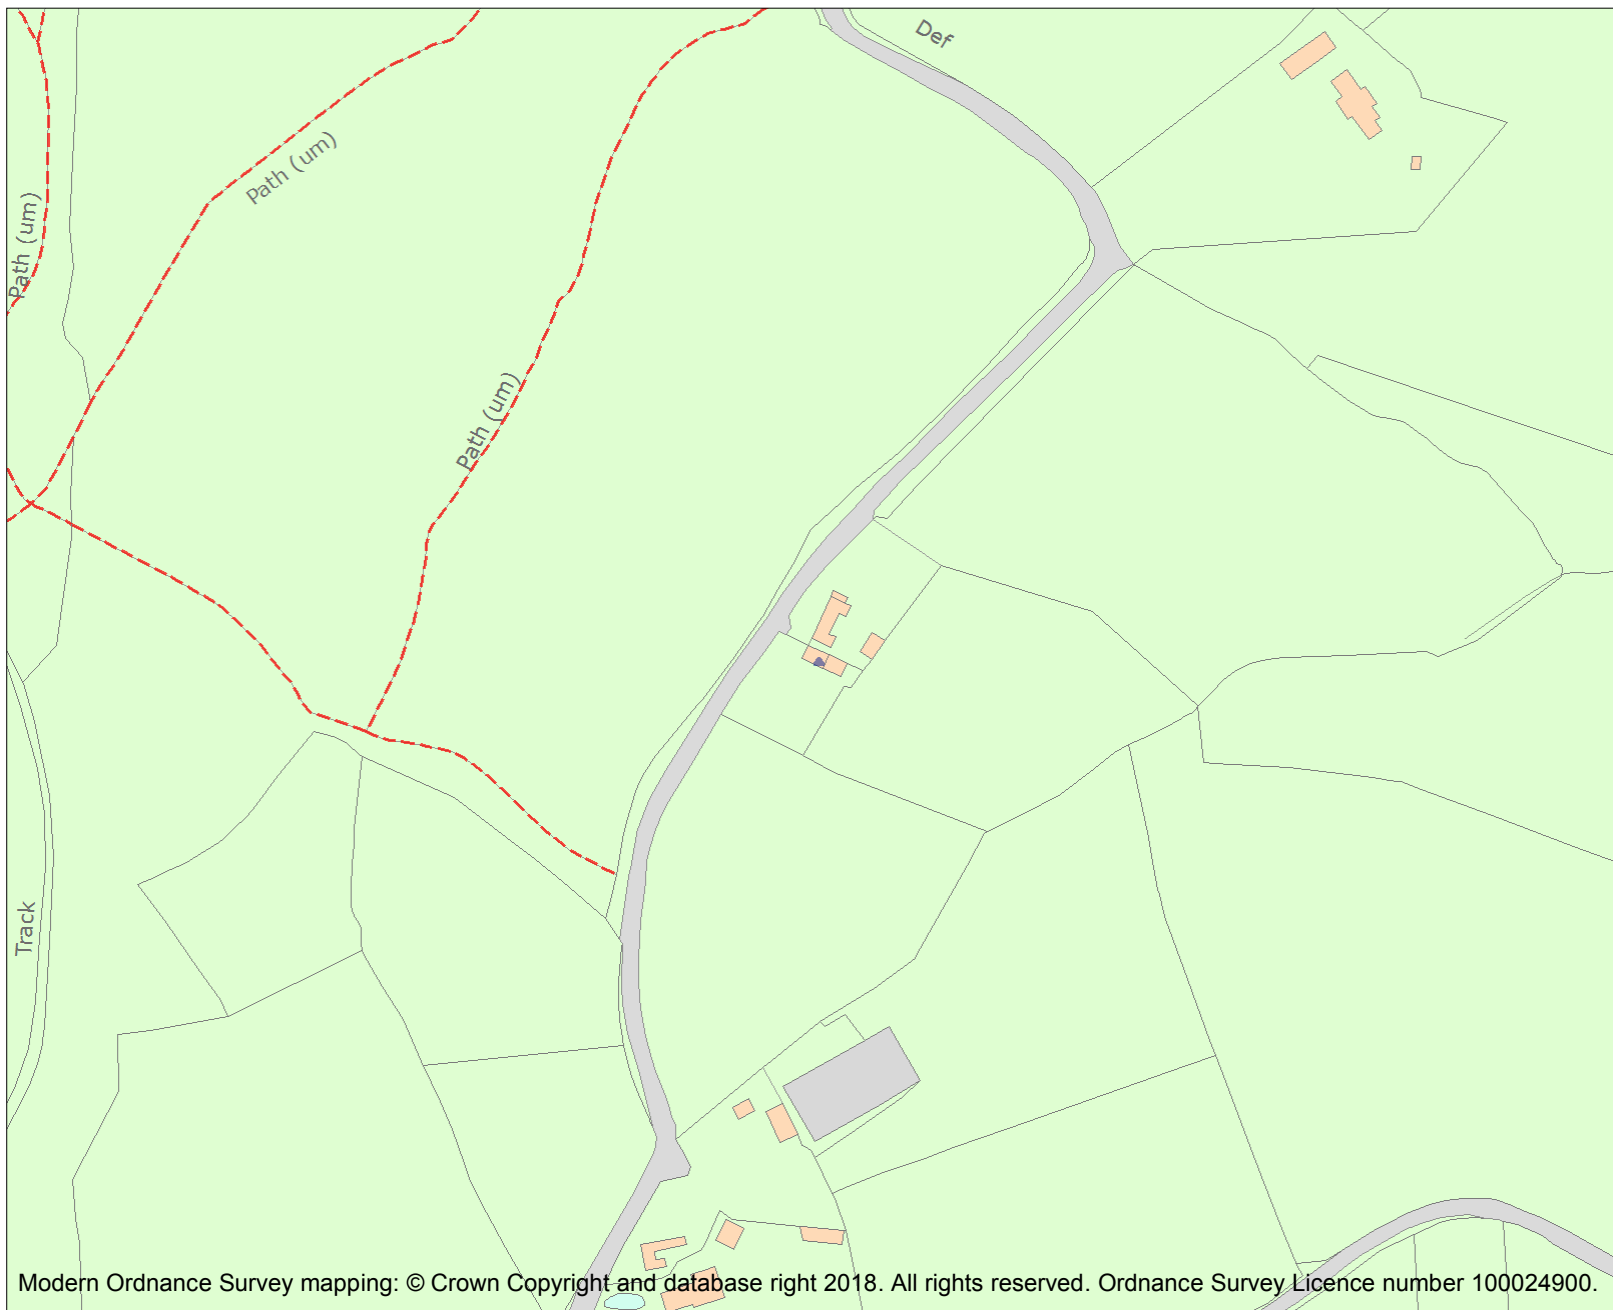 Def
Path (um)
Path (um)
Path (um)
Track
Modern Ordnance Survey mapping: © Crown Copyright and database right 2018. All rights reserved. Ordnance Survey Licence number 100024900.